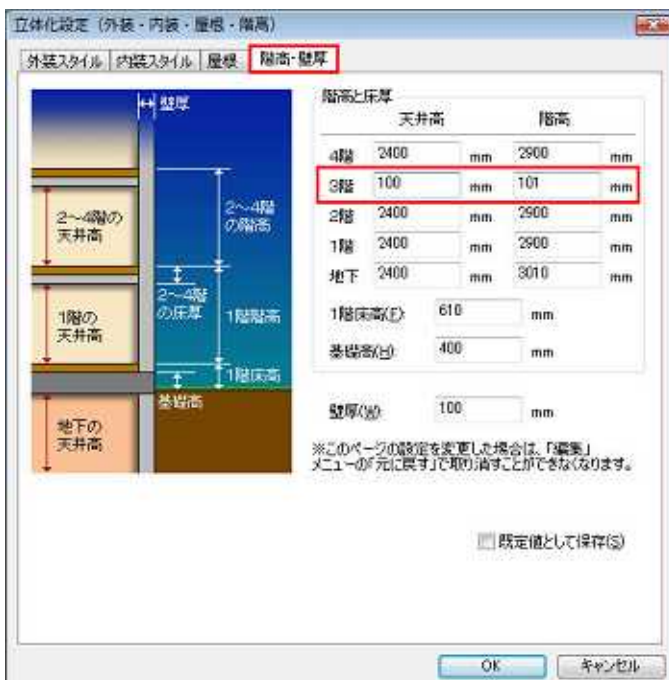 立体化設定（外装・内装・屋根・階高）
外装スタイル 内装スタイル 屋根 階高・壁厚
壁厚
2～4階の
天井高
2～4階
の階高
2～4階
の床厚
1階の
天井高
1階階高
1階床高
基礎高
地下の
天井高
階高と床厚
天井高 階高
4階 2400 mm 2900 mm
3階 100 mm 101 mm
2階 2400 mm 2900 mm
1階 2400 mm 2900 mm
地下 2400 mm 3010 mm
1階床高(F): 610 mm
基礎高(H): 400 mm
壁厚(W): 100 mm
※このページの設定を変更した場合は、「編集」
メニューの「元に戻す」で取り消すことができなくなります。
既定値として保存(S)
OK キャンセル